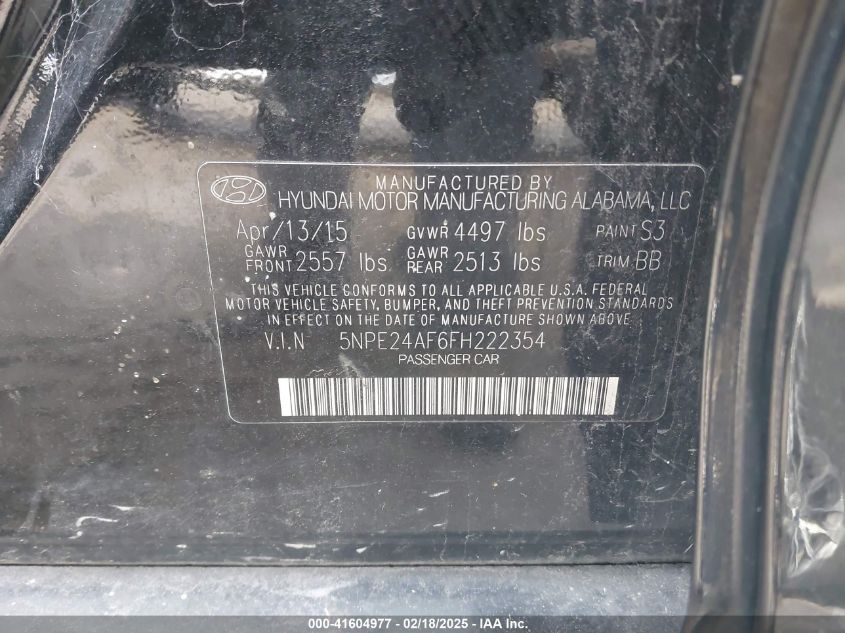 MANUFACTURED BY
HYUNDAI MOTOR MANUFACTURING ALABAMA, LLC
Apr/13/15 GVWR 4497 lbs PAINT S3
GAWR FRONT 2557 lbs GAWR REAR 2513 lbs TRIM BB
THIS VEHICLE CONFORMS TO ALL APPLICABLE U.S.A. FEDERAL
MOTOR VEHICLE SAFETY, BUMPER, AND THEFT PREVENTION STANDARDS
IN EFFECT ON THE DATE OF MANUFACTURE SHOWN ABOVE.
V.I.N 5NPE24AF6FH222354
PASSENGER CAR
000-41604977 - 02/18/2025 - IAA Inc.